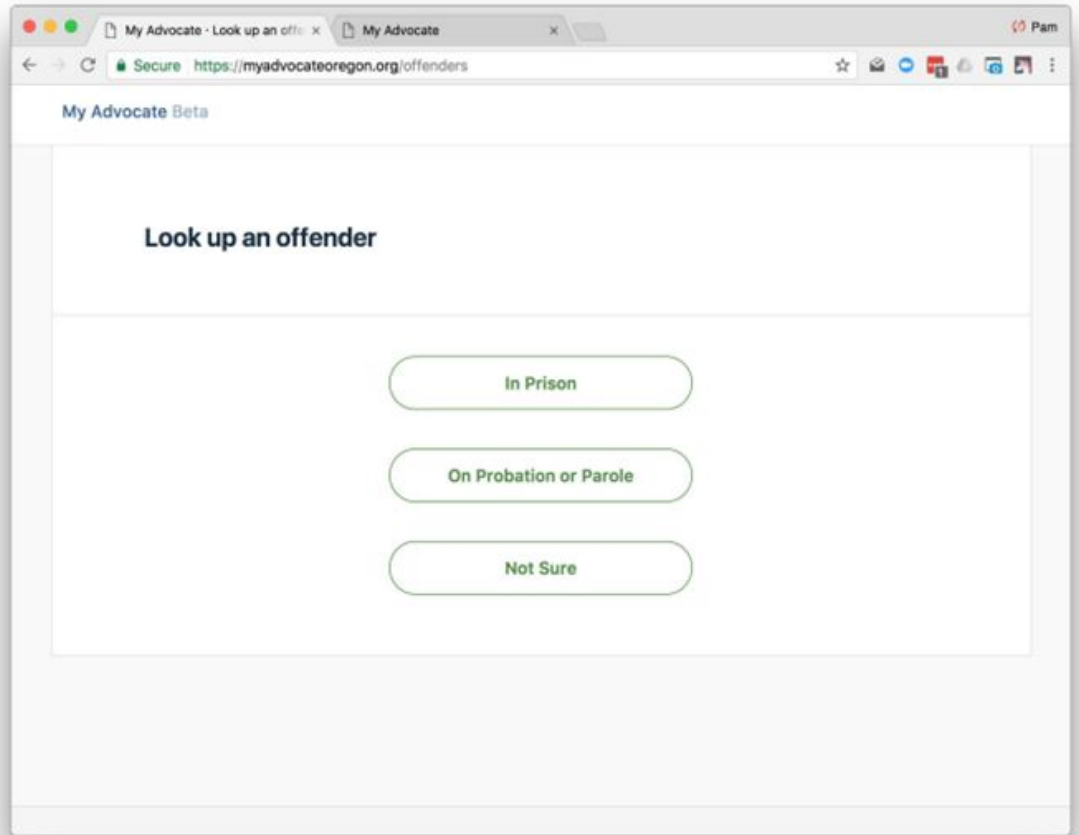 My Advocate · Look up an offe
My Advocate
Pam
Secure https://myadvocateoregon.org/offenders
1
My Advocate Beta
Look up an offender
In Prison
On Probation or Parole
Not Sure